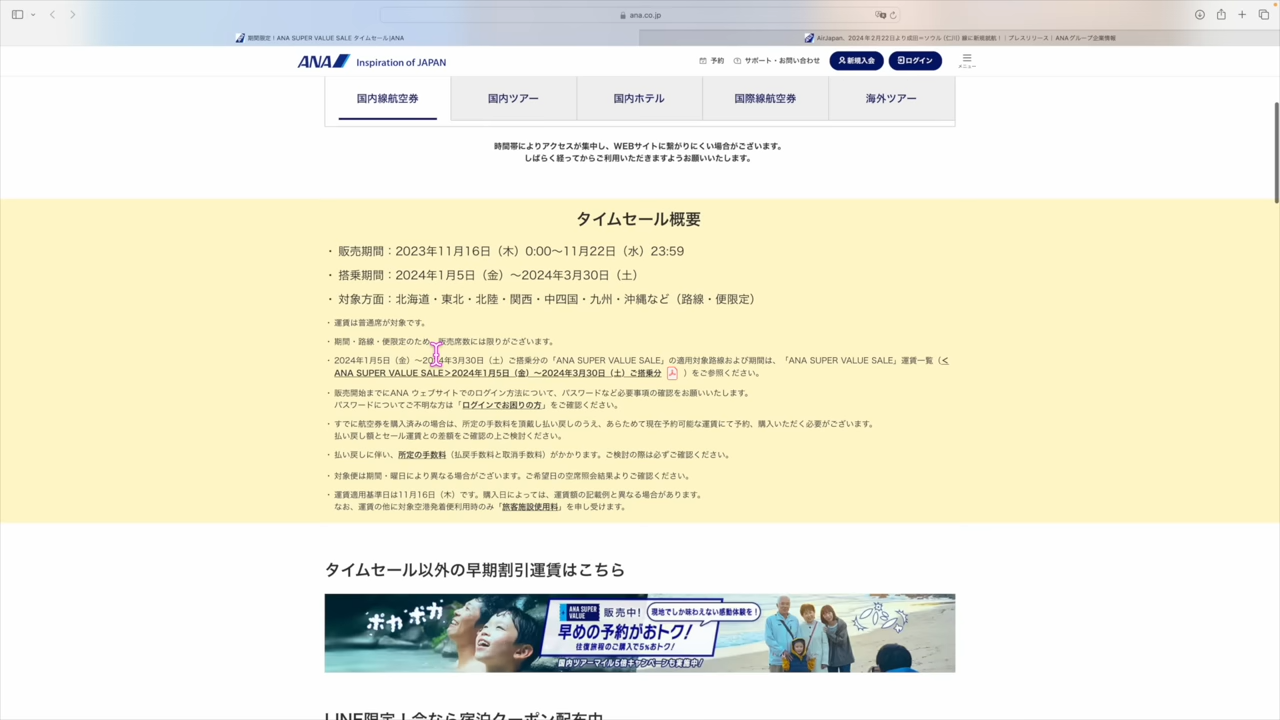 ana.co.jp
期間限定！ANA SUPER VALUE SALE タイムセール|ANA
AirJapan、2024年2月22日より成田＝ソウル (仁川) 線に新規就航！｜プレスリリース｜ANAグループ企業情報
ANA Inspiration of JAPAN
予約 サポート・お問い合わせ 新規入会 ログイン メニュー
国内線航空券 国内ツアー 国内ホテル 国際線航空券 海外ツアー
時間帯によりアクセスが集中し、WEBサイトに繋がりにくい場合がございます。
しばらく経ってからご利用いただきますようお願いいたします。
タイムセール概要
・ 販売期間：2023年11月16日（木）0:00〜11月22日（水）23:59
・ 搭乗期間：2024年1月5日（金）〜2024年3月30日（土）
・ 対象方面：北海道・東北・北陸・関西・中四国・九州・沖縄など（路線・便限定）
・ 運賃は普通席が対象です。
・ 期間・路線・便限定のため、販売席数には限りがございます。
・ 2024年1月5日（金）〜2024年3月30日（土）ご搭乗分の「ANA SUPER VALUE SALE」の適用対象路線および期間は、「ANA SUPER VALUE SALE」運賃一覧（<
ANA SUPER VALUE SALE>2024年1月5日（金）〜2024年3月30日（土）ご搭乗分 ）をご参照ください。
・ 販売開始までにANA ウェブサイトでのログイン方法について、パスワードなど必要事項の確認をお願いいたします。
パスワードについてご不明な方は「ログインでお困りの方」をご確認ください。
・ すでに航空券を購入済みの場合は、所定の手数料を頂戴し払い戻しのうえ、あらためて現在予約可能な運賃にて予約、購入いただく必要がございます。
払い戻し額とセール運賃との差額をご確認の上ご検討ください。
・ 払い戻しに伴い、所定の手数料（払戻手数料と取消手数料）がかかります。ご検討の際は必ずご確認ください。
・ 対象便は期間・曜日により異なる場合がございます。ご希望日の空席照会結果よりご確認ください。
・ 運賃適用基準日は11月16日（木）です。購入日によっては、運賃額の記載例と異なる場合があります。
なお、運賃の他に対象空港発着便利用時のみ「旅客施設使用料」を申し受けます。
タイムセール以外の早期割引運賃はこちら
ポカポカ
ANA SUPER VALUE 販売中！
現地でしか味わえない感動体験を！
早めの予約がおトク！
往復旅程のご購入で5%おトク！
国内ツアーマイル5倍キャンペーンも実施中！
LINE限定！今なら宿泊クーポン配布中